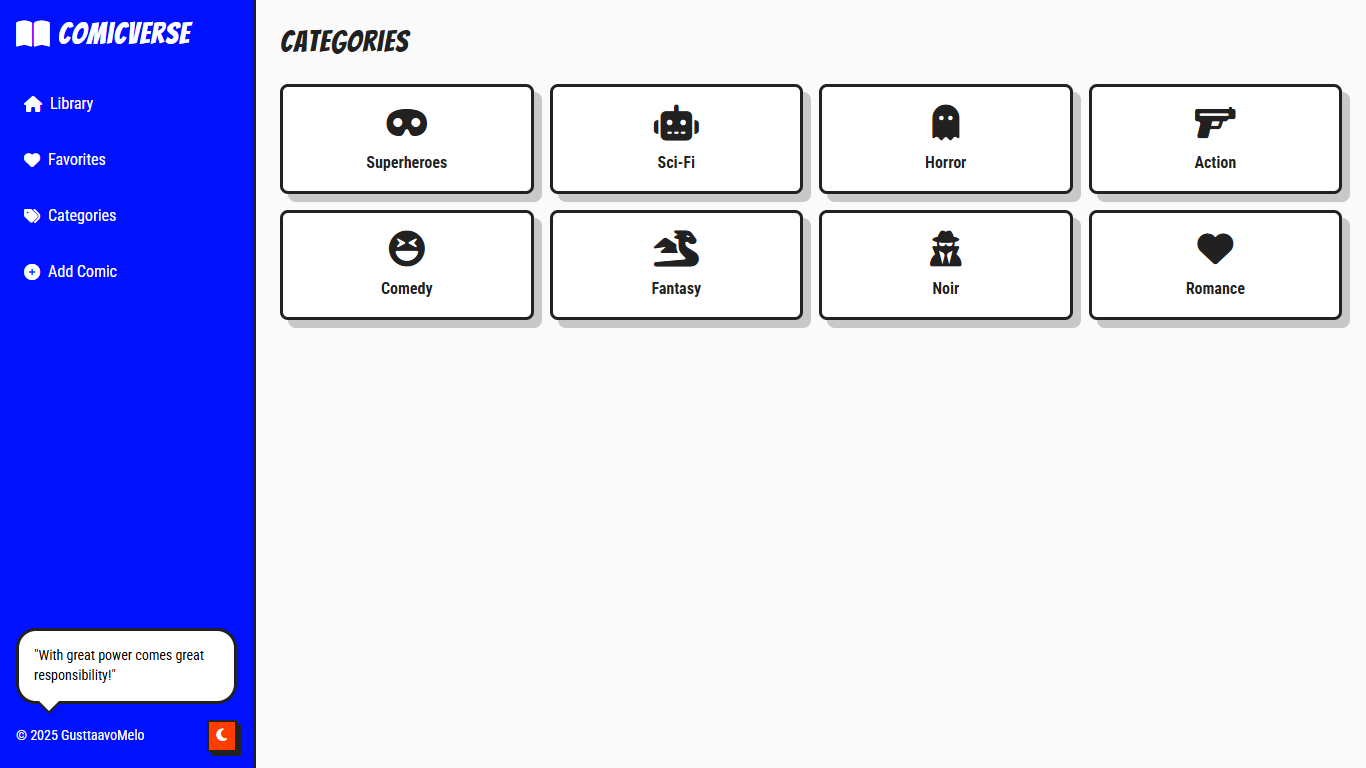 COMICVERSE
Library
Favorites
Categories
Add Comic
"With great power comes great
responsibility!"
© 2025 GusttaavoMelo
CATEGORIES
Superheroes
Sci-Fi
Horror
Action
Comedy
Fantasy
Noir
Romance